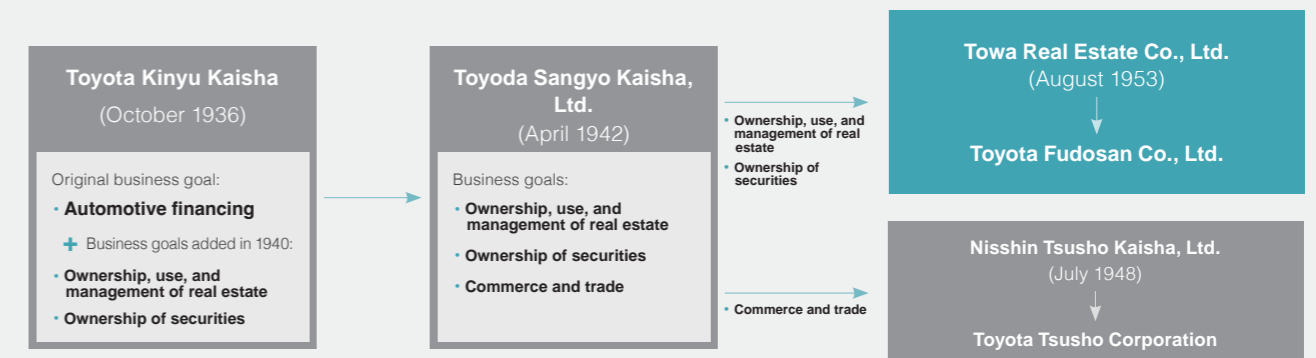 Toyota Kinyu Kaisha
(October 1936)
Original business goal:
• Automotive financing
+ Business goals added in 1940:
• Ownership, use, and
management of real estate
• Ownership of securities
Toyoda Sangyo Kaisha,
Ltd.
(April 1942)
Business goals:
• Ownership, use, and
management of real estate
• Ownership of securities
• Commerce and trade
• Ownership, use, and
management of real
estate
• Ownership of
securities
• Commerce and trade
Towa Real Estate Co., Ltd.
(August 1953)
Toyota Fudosan Co., Ltd.
Nisshin Tsusho Kaisha, Ltd.
(July 1948)
Toyota Tsusho Corporation